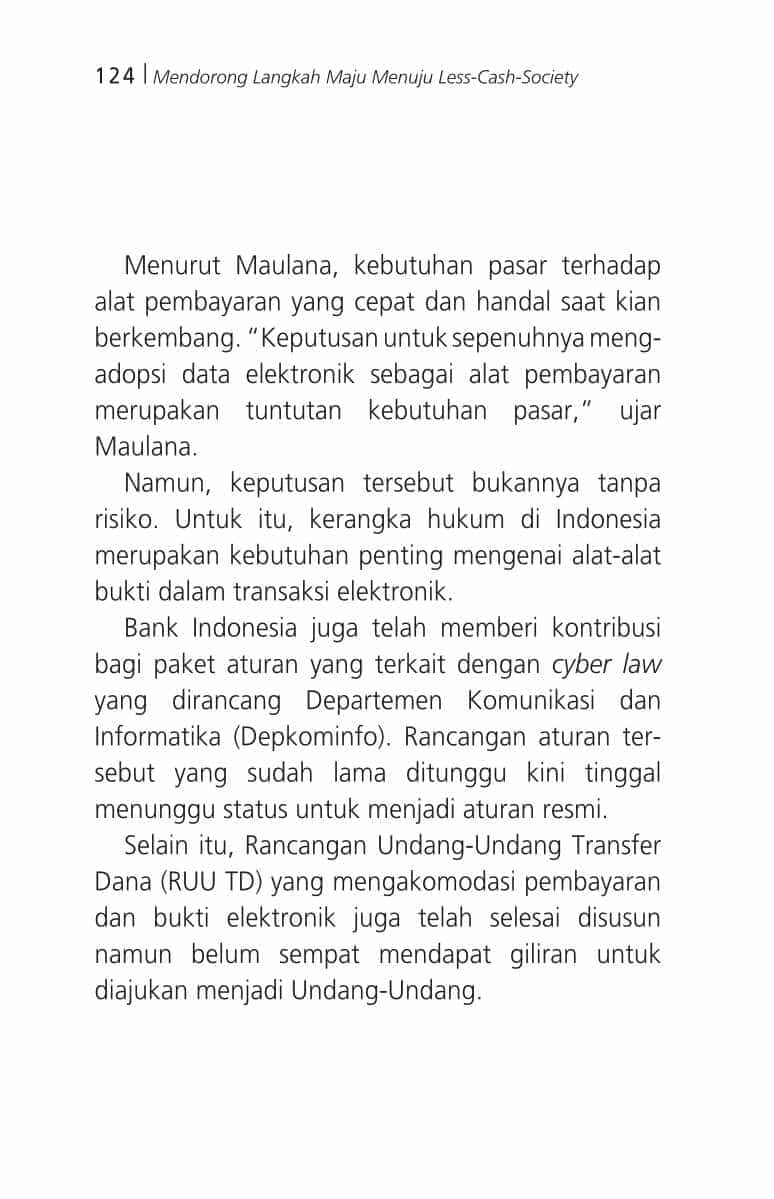 124 | Mendorong Langkah Maju Menuju Less-Cash-Society
Menurut Maulana, kebutuhan pasar terhadap
alat pembayaran yang cepat dan handal saat kian
berkembang. “Keputusan untuk sepenuhnya meng-
adopsi data elektronik sebagai alat pembayaran
merupakan tuntutan kebutuhan pasar,” ujar
Maulana.
Namun, keputusan tersebut bukannya tanpa
risiko. Untuk itu, kerangka hukum di Indonesia
merupakan kebutuhan penting mengenai alat-alat
bukti dalam transaksi elektronik.
Bank Indonesia juga telah memberi kontribusi
bagi paket aturan yang terkait dengan cyber law
yang dirancang Departemen Komunikasi dan
Informatika (Depkominfo). Rancangan aturan ter-
sebut yang sudah lama ditunggu kini tinggal
menunggu status untuk menjadi aturan resmi.
Selain itu, Rancangan Undang-Undang Transfer
Dana (RUU TD) yang mengakomodasi pembayaran
dan bukti elektronik juga telah selesai disusun
namun belum sempat mendapat giliran untuk
diajukan menjadi Undang-Undang.